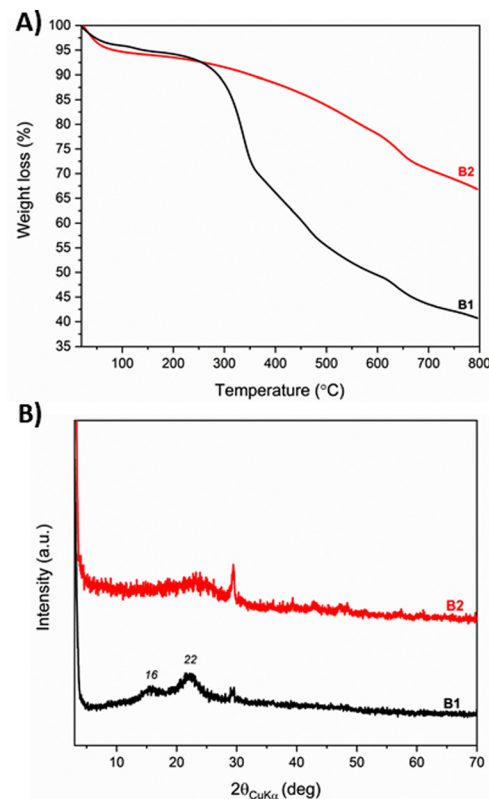 A)
100
95
90
85
80
75
70
65
60
55
50
45
40
35
Weight loss (%)
B2
B1
0 100 200 300 400 500 600 700 800
Temperature (°C)
B)
Intensity (a.u.)
B2
16
22
B1
10 20 30 40 50 60 70
2θCuKα (deg)